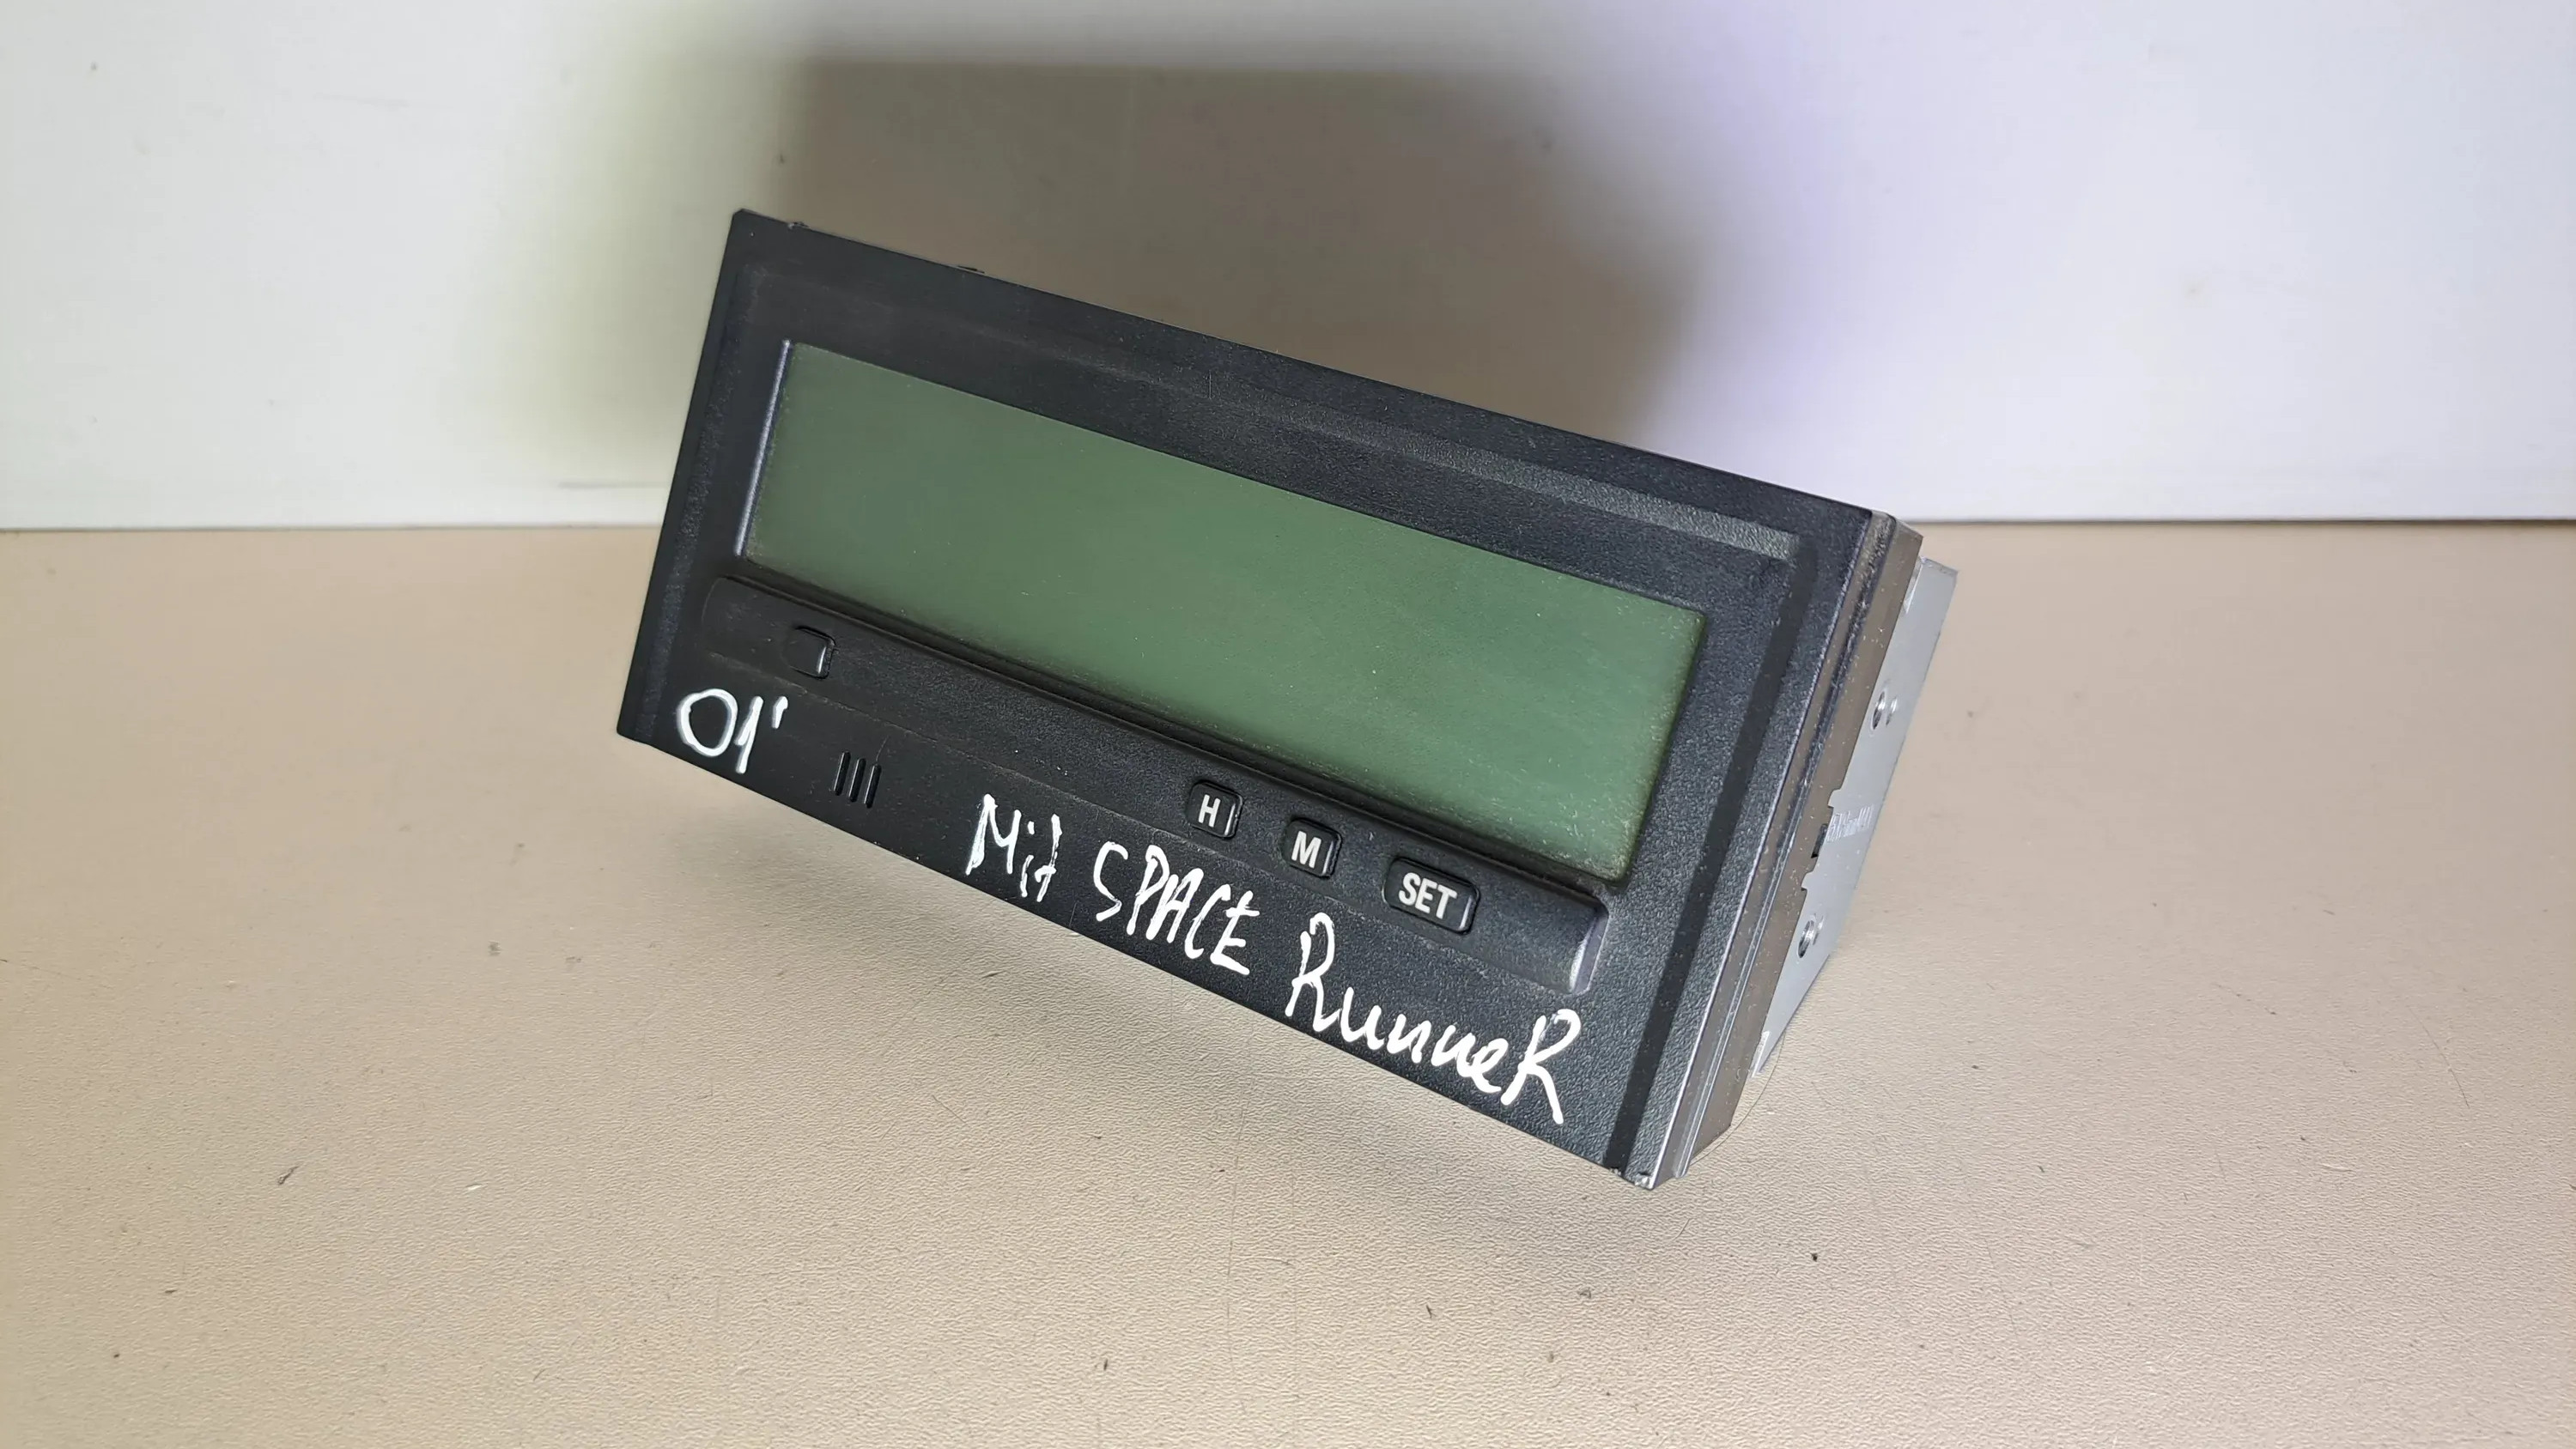 H M SET
01'
Mit SPACE RunneR